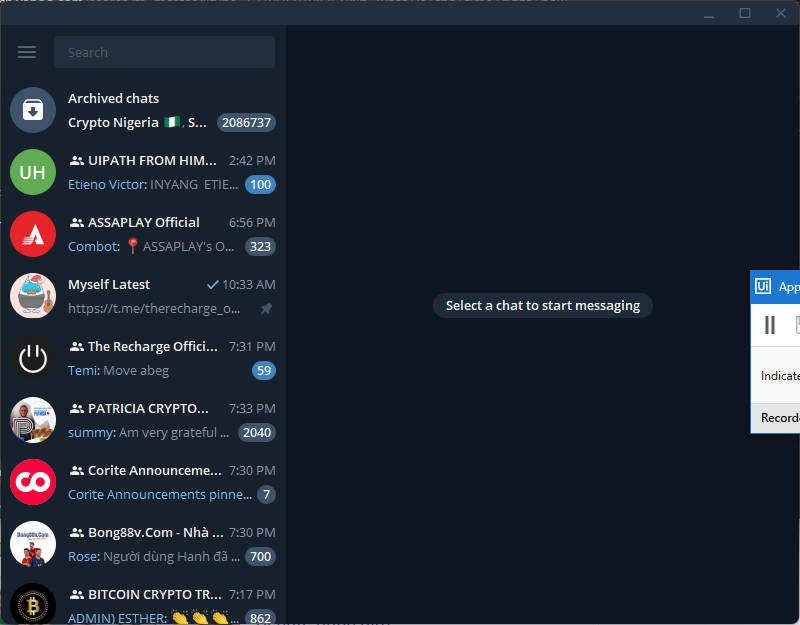 Search
Archived chats
Crypto Nigeria 🇳🇬, S... 2086737
UH
UIPATH FROM HIM... 2:42 PM
Etieno Victor: INYANG ETIE... 100
ASSAPLAY Official 6:56 PM
Combot: 📍 ASSAPLAY's O... 323
Myself Latest 10:33 AM
https://t.me/therecharge_o...
The Recharge Offici... 7:31 PM
Temi: Move abeg 59
PATRICIA CRYPTO... 7:33 PM
summy: Am very grateful ... 2040
Corite Announceme... 7:30 PM
Corite Announcements pinne... 7
Bong88v.Com
Bong88v.Com - Nhà ... 7:30 PM
Rose: Người dùng Hanh đã ... 700
BITCOIN CRYPTO TR... 7:17 PM
ADMIN) ESTHER: 👏👏👏... 862
Select a chat to start messaging
Ui App
Indicate
Record